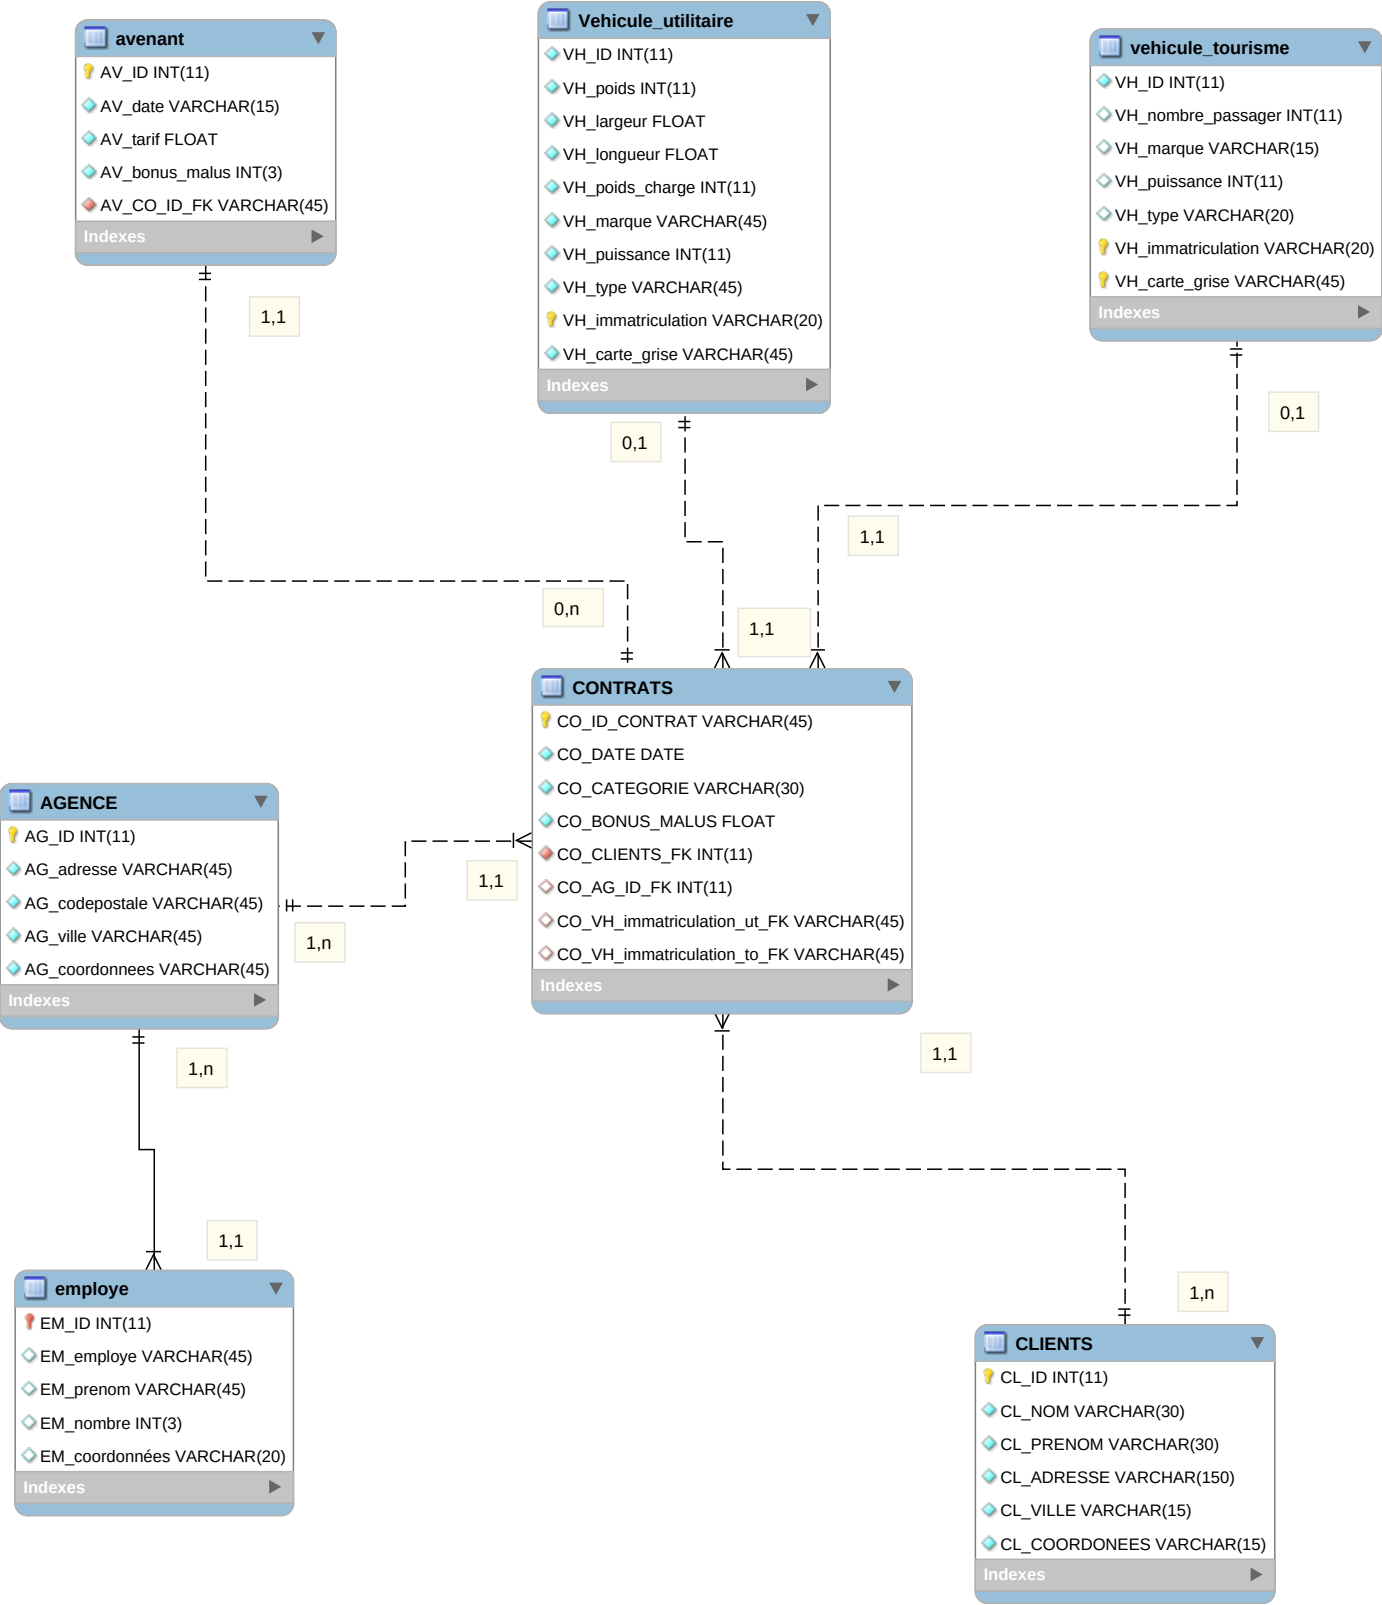 avenant
AV_ID INT(11)
AV_date VARCHAR(15)
AV_tarif FLOAT
AV_bonus_malus INT(3)
AV_CO_ID_FK VARCHAR(45)
Indexes
Vehicule_utilitaire
VH_ID INT(11)
VH_poids INT(11)
VH_largeur FLOAT
VH_longueur FLOAT
VH_poids_charge INT(11)
VH_marque VARCHAR(45)
VH_puissance INT(11)
VH_type VARCHAR(45)
VH_immatriculation VARCHAR(20)
VH_carte_grise VARCHAR(45)
Indexes
vehicule_tourisme
VH_ID INT(11)
VH_nombre_passager INT(11)
VH_marque VARCHAR(15)
VH_puissance INT(11)
VH_type VARCHAR(20)
VH_immatriculation VARCHAR(20)
VH_carte_grise VARCHAR(45)
Indexes
1,1
0,1
0,1
1,1
0,n
1,1
CONTRATS
CO_ID_CONTRAT VARCHAR(45)
CO_DATE DATE
CO_CATEGORIE VARCHAR(30)
CO_BONUS_MALUS FLOAT
CO_CLIENTS_FK INT(11)
CO_AG_ID_FK INT(11)
CO_VH_immatriculation_ut_FK VARCHAR(45)
CO_VH_immatriculation_to_FK VARCHAR(45)
Indexes
AGENCE
AG_ID INT(11)
AG_adresse VARCHAR(45)
AG_codepostale VARCHAR(45)
AG_ville VARCHAR(45)
AG_coordonnees VARCHAR(45)
Indexes
1,1
1,n
1,n
1,1
1,1
employe
EM_ID INT(11)
EM_employe VARCHAR(45)
EM_prenom VARCHAR(45)
EM_nombre INT(3)
EM_coordonnées VARCHAR(20)
Indexes
1,n
CLIENTS
CL_ID INT(11)
CL_NOM VARCHAR(30)
CL_PRENOM VARCHAR(30)
CL_ADRESSE VARCHAR(150)
CL_VILLE VARCHAR(15)
CL_COORDONEES VARCHAR(15)
Indexes